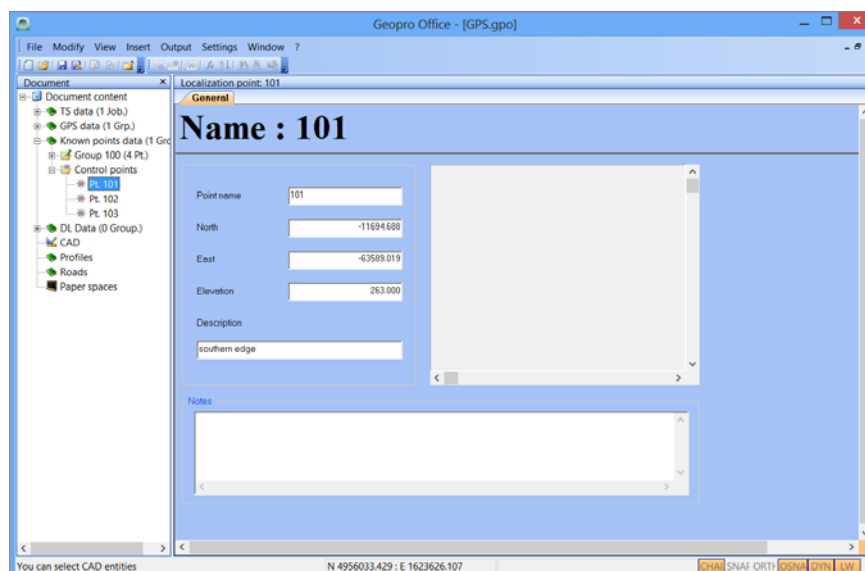 Geopro Office - [GPS.gpo]
File Modify View Insert Output Settings Window ?
Document
Localization point: 101
Document content
TS data (1 Job.)
GPS data (1 Grp.)
Known points data (1 Grc
Group 100 (4 Pt.)
Control points
Pt. 101
Pt. 102
Pt. 103
DL Data (0 Group.)
CAD
Profiles
Roads
Paper spaces
General
Name : 101
Point name 101
North -11694.688
East -63589.019
Elevation 263.000
Description
southern edge
Notes
You can select CAD entities N 4956033.429 : E 1623626.107 CHAI SNAF ORTH OSNA DYN LW